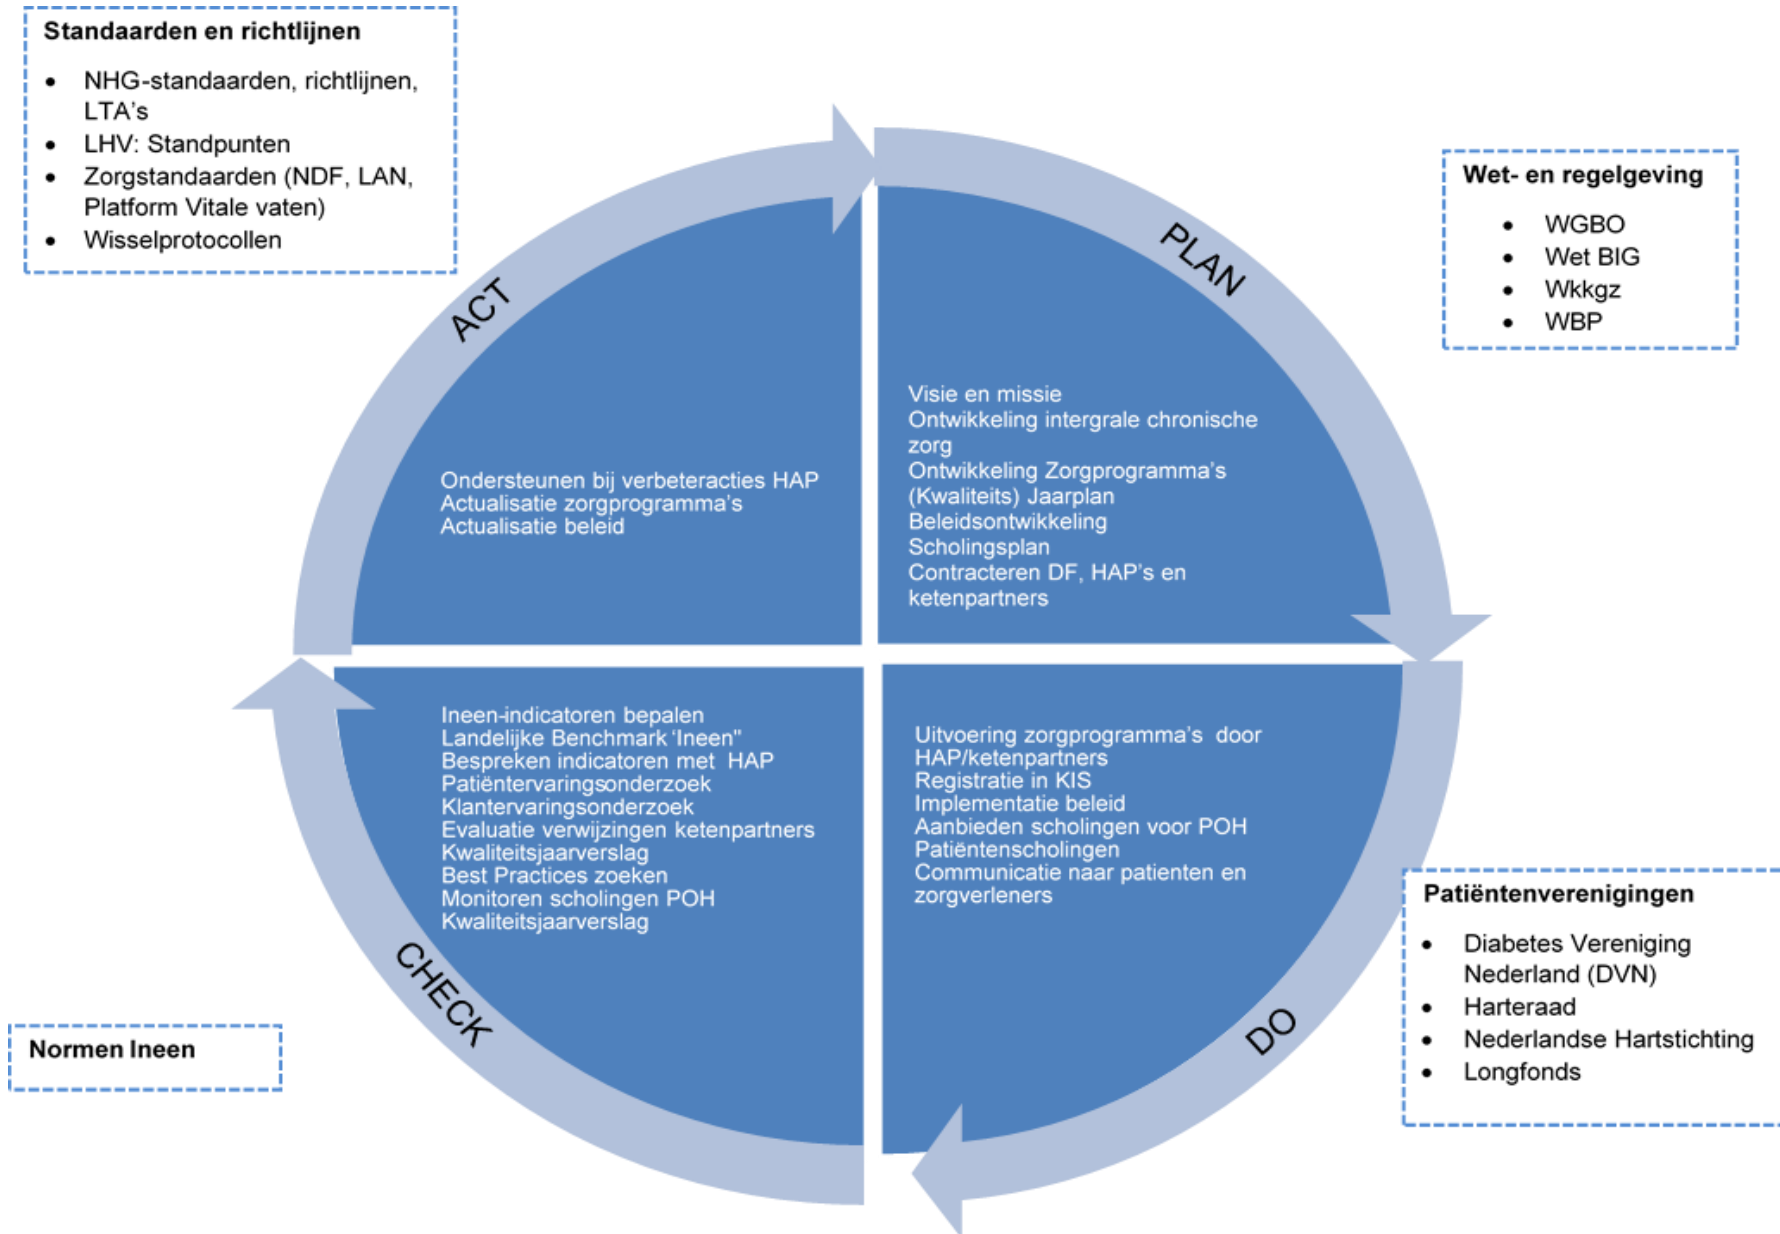 Standaarden en richtlijnen
• NHG-standaarden, richtlijnen,
LTA's
• LHV: Standpunten
• Zorgstandaarden (NDF, LAN,
Platform Vitale vaten)
• Wisselprotocollen
Wet- en regelgeving
• WGBO
• Wet BIG
• Wkkgz
• WBP
ACT
Ondersteunen bij verbeteracties HAP
Actualisatie zorgprogramma's
Actualisatie beleid
PLAN
Visie en missie
Ontwikkeling intergrale chronische
zorg
Ontwikkeling Zorgprogramma's
(Kwaliteits) Jaarplan
Beleidsontwikkeling
Scholingsplan
Contracteren DF, HAP's en
ketenpartners
CHECK
Ineen-indicatoren bepalen
Landelijke Benchmark 'Ineen"
Bespreken indicatoren met HAP
Patiëntervaringsonderzoek
Klantervaringsonderzoek
Evaluatie verwijzingen ketenpartners
Kwaliteitsjaarverslag
Best Practices zoeken
Monitoren scholingen POH
Kwaliteitsjaarverslag
DO
Uitvoering zorgprogramma's door
HAP/ketenpartners
Registratie in KIS
Implementatie beleid
Aanbieden scholingen voor POH
Patiëntenscholingen
Communicatie naar patienten en
zorgverleners
Patiëntenverenigingen
• Diabetes Vereniging
Nederland (DVN)
• Harteraad
• Nederlandse Hartstichting
• Longfonds
Normen Ineen